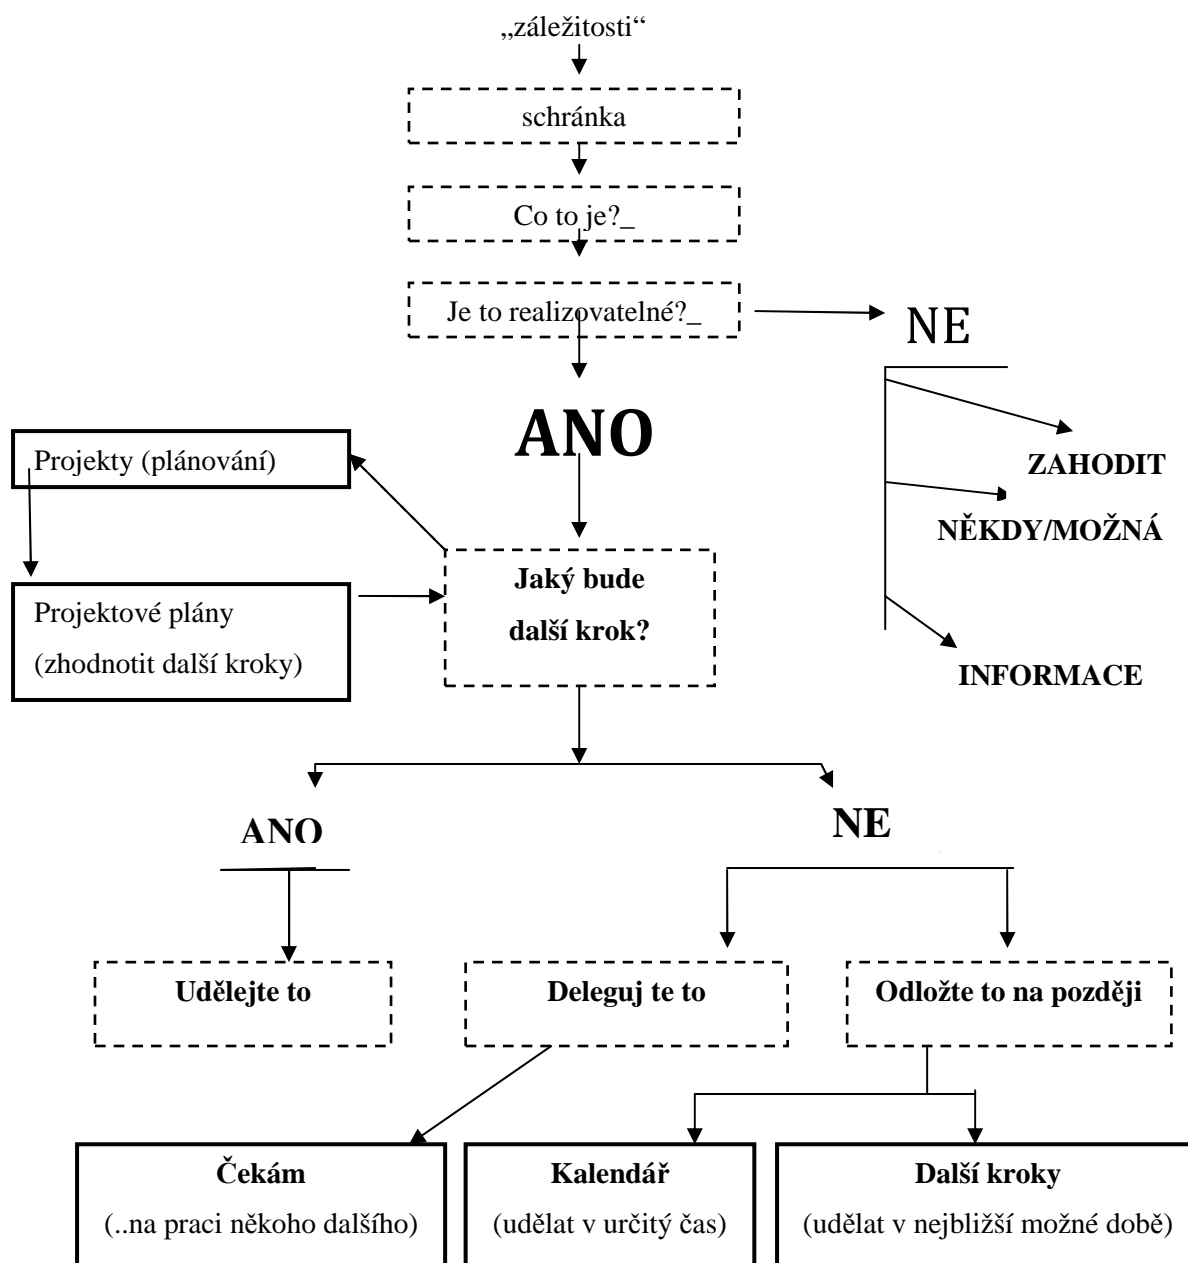 „záležitosti“
schránka
Co to je?_
Je to realizovatelné?_
NE
ANO
ZAHODIT
NĚKDY/MOŽNÁ
INFORMACE
Projekty (plánování)
Projektové plány
(zhodnotit další kroky)
Jaký bude
další krok?
ANO
NE
Udělejte to
Deleguj te to
Odložte to na později
Čekám
(..na praci někoho dalšího)
Kalendář
(udělat v určitý čas)
Další kroky
(udělat v nejbližší možné době)